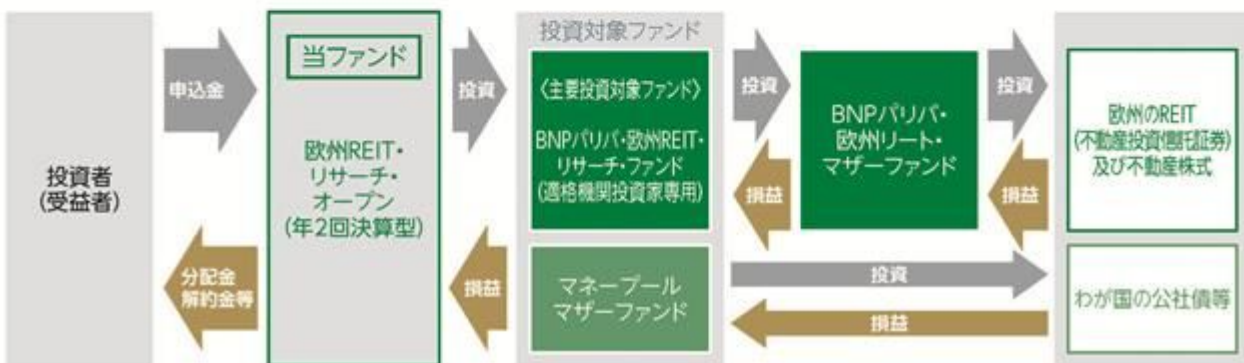 投資者
(受益者)
申込金
分配金
解約金等
当ファンド
欧州REIT・
リサーチ・
オープン
(年2回決算型)
投資
損益
投資対象ファンド
〈主要投資対象ファンド〉
BNPパリバ・欧州REIT・
リサーチ・ファンド
(適格機関投資家専用)
マネープール
マザーファンド
投資
損益
BNPパリバ・
欧州リート・
マザーファンド
投資
損益
投資
損益
欧州のREIT
(不動産投資信託証券)
及び不動産株式
わが国の公社債等